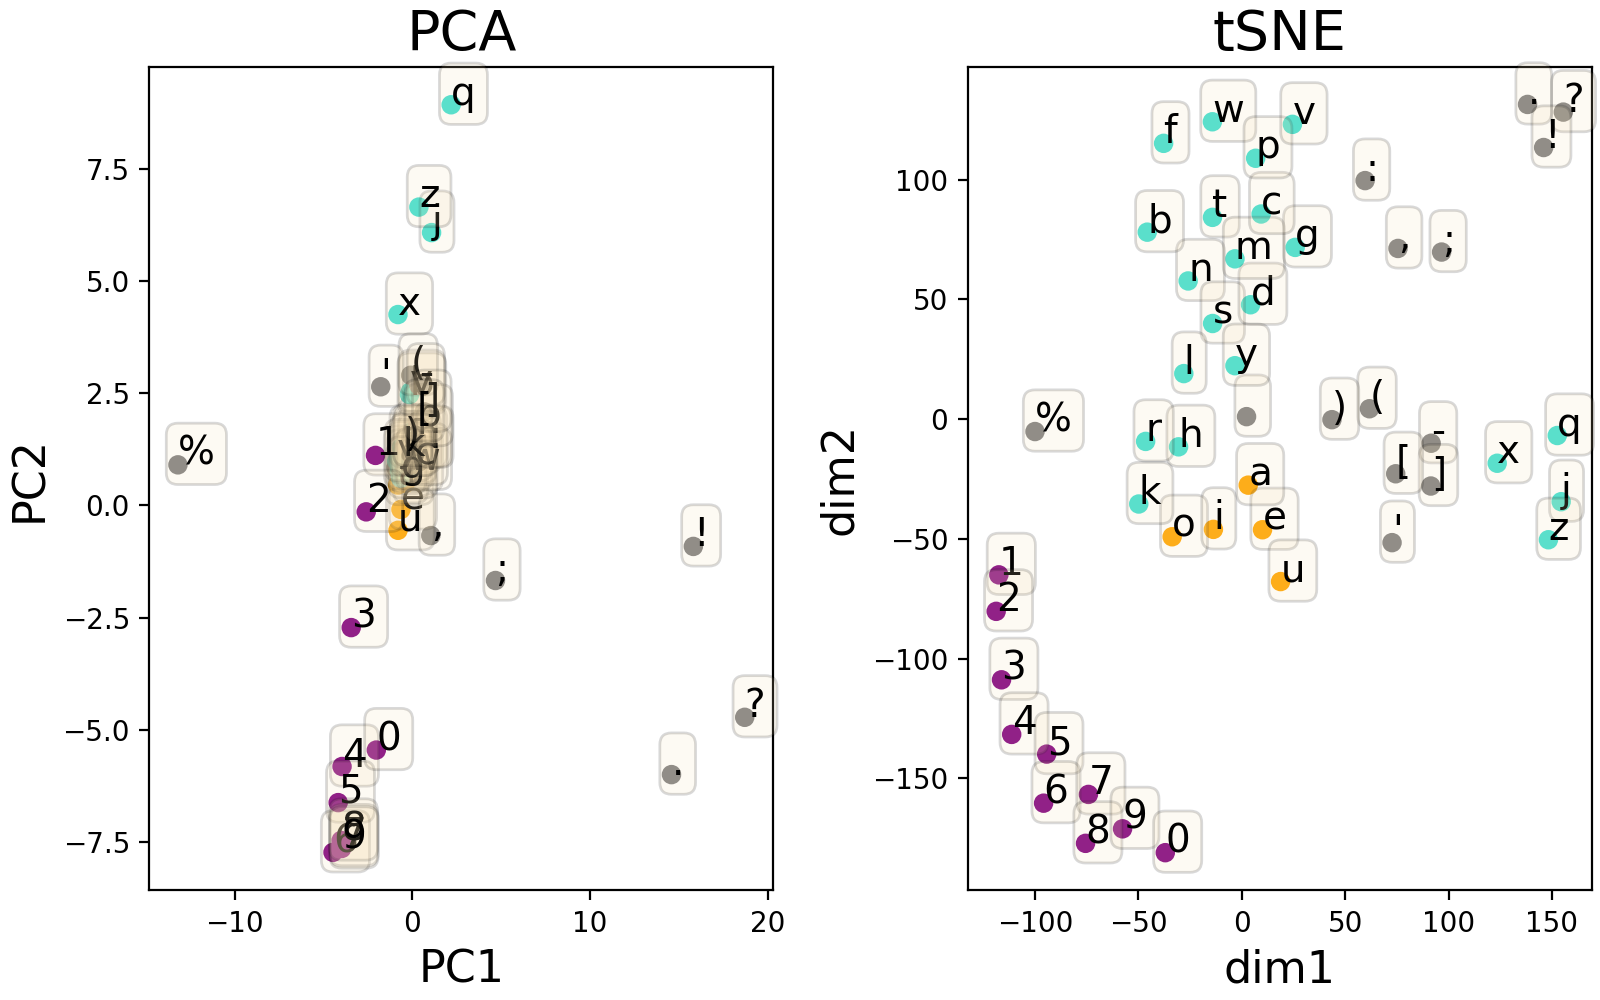 PCA
q
z
j
x
'
(
-
]
[
)
%
1
k
g
2
e
u
,
!
;
3
?
0
4
.
5
8
9
7.5
5.0
2.5
0.0
−2.5
−5.0
−7.5
PC2
−10
0
10
20
PC1
tSNE
.
?
w
v
!
f
p
:
t
c
b
g
m
,
;
n
d
s
l
y
(
)
%
q
r
h
-
x
[
]
a
k
j
i
e
o
'
z
u
1
2
3
4
5
7
6
9
8
0
100
50
0
−50
−100
−150
dim2
−100
−50
0
50
100
150
dim1